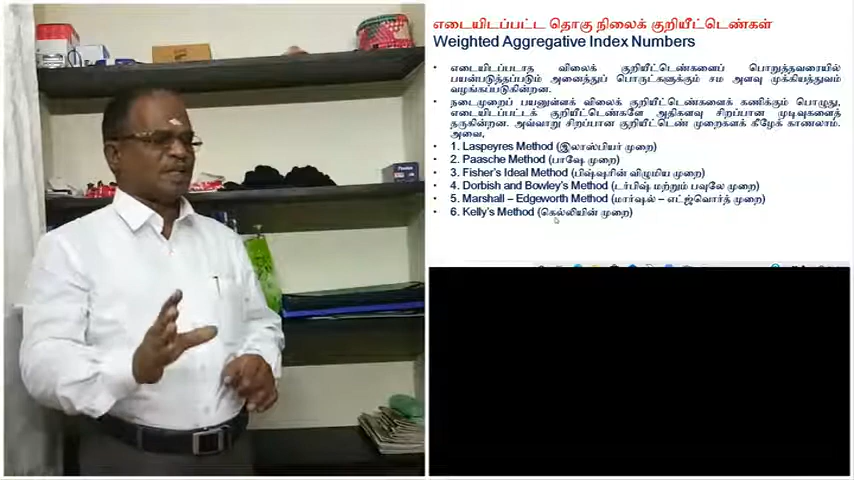 எடையிடப்பட்ட தொகு நிலைக் குறியீட்டெண்கள்
Weighted Aggregative Index Numbers
• எடையிடப்படாத விலைக் குறியீட்டெண்களைப் பொறுத்தவரையில்
பயன்படுத்தப்படும் அனைத்துப் பொருட்களுக்கும் சம அளவு முக்கியத்துவம்
வழங்கப்படுகின்றன.
• நடைமுறைப் பயனுள்ளக் விலைக் குறியீட்டெண்களைக் கணிக்கும் பொழுது,
எடையிடப்பட்டக் குறியீட்டெண்களே அதிகளவு சிறப்பான முடிவுகளைத்
தருகின்றன. அவ்வாறு சிறப்பான குறியீட்டெண் முறைகளைக் கீழேக் காணலாம்.
அவை,
• 1. Laspeyres Method (இலாஸ்பியர் முறை)
• 2. Paasche Method (பாஷே முறை)
• 3. Fisher's Ideal Method (பிஷ்ஷரின் விழுமிய முறை)
• 4. Dorbish and Bowley's Method (டர்பிஷ் மற்றும் பவுலே முறை)
• 5. Marshall – Edgeworth Method (மார்ஷல் – எட்ஜ்வொர்த் முறை)
• 6. Kelly's Method (கெல்லியின் முறை)